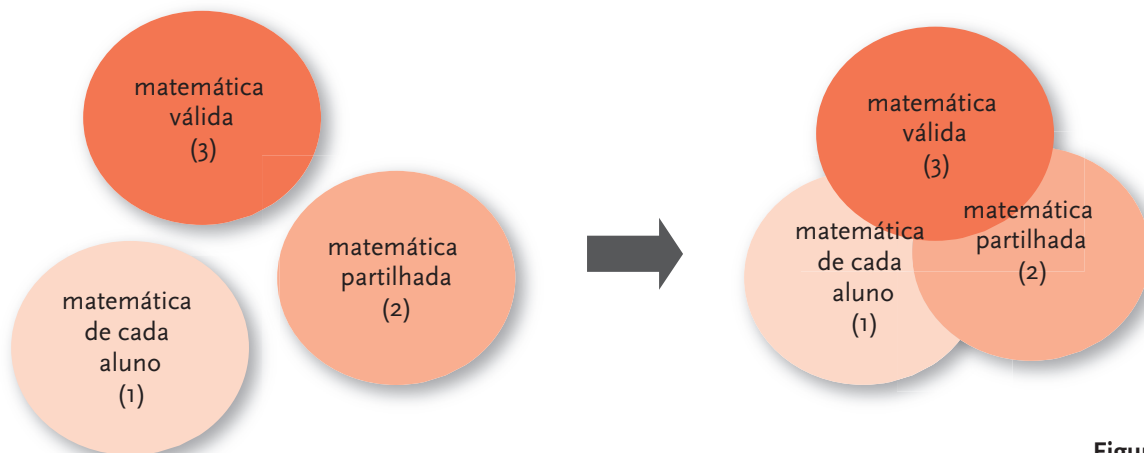 matemática
válida
(3)
matemática
partilhada
(2)
matemática
de cada
aluno
(1)
matemática
válida
(3)
matemática
partilhada
(2)
matemática
de cada
aluno
(1)